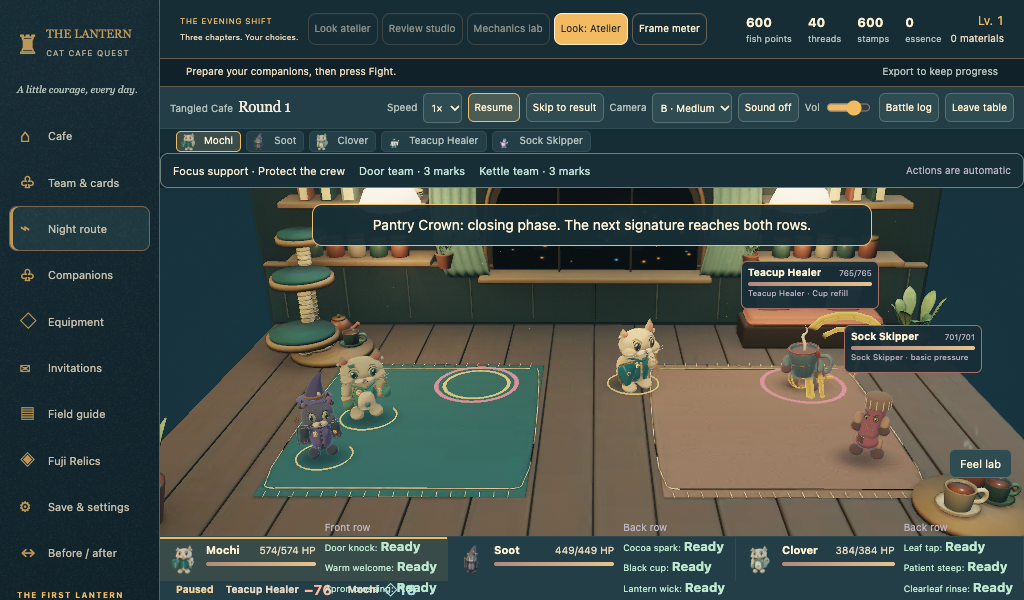 THE LANTERN
CAT CAFE QUEST
A little courage, every day.
Cafe
Team & cards
Night route
Companions
Equipment
Invitations
Field guide
Fuji Relics
Save & settings
Before / after
THE FIRST LANTERN
THE EVENING SHIFT
Three chapters. Your choices.
Look atelier
Review studio
Mechanics lab
Look: Atelier
Frame meter
600 fish points
40 threads
600 stamps
0 essence
Lv. 1
0 materials
Prepare your companions, then press Fight.
Export to keep progress
Tangled Cafe Round 1
Speed 1x
Resume
Skip to result
Camera B · Medium
Sound off
Vol
Battle log
Leave table
Mochi
Soot
Clover
Teacup Healer
Sock Skipper
Focus support · Protect the crew Door team · 3 marks Kettle team · 3 marks
Actions are automatic
Pantry Crown: closing phase. The next signature reaches both rows.
Teacup Healer 765/765
Teacup Healer · Cup refill
Sock Skipper 701/701
Sock Skipper · basic pressure
Feel lab
Front row
Mochi 574/574 HP
Door knock: Ready
Warm welcome: Ready
Ready
Back row
Soot 449/449 HP
Cocoa spark: Ready
Black cup: Ready
Lantern wick: Ready
Back row
Clover 384/384 HP
Leaf tap: Ready
Patient steep: Ready
Clearleaf rinse: Ready
Paused
Teacup Healer −76
Mochi